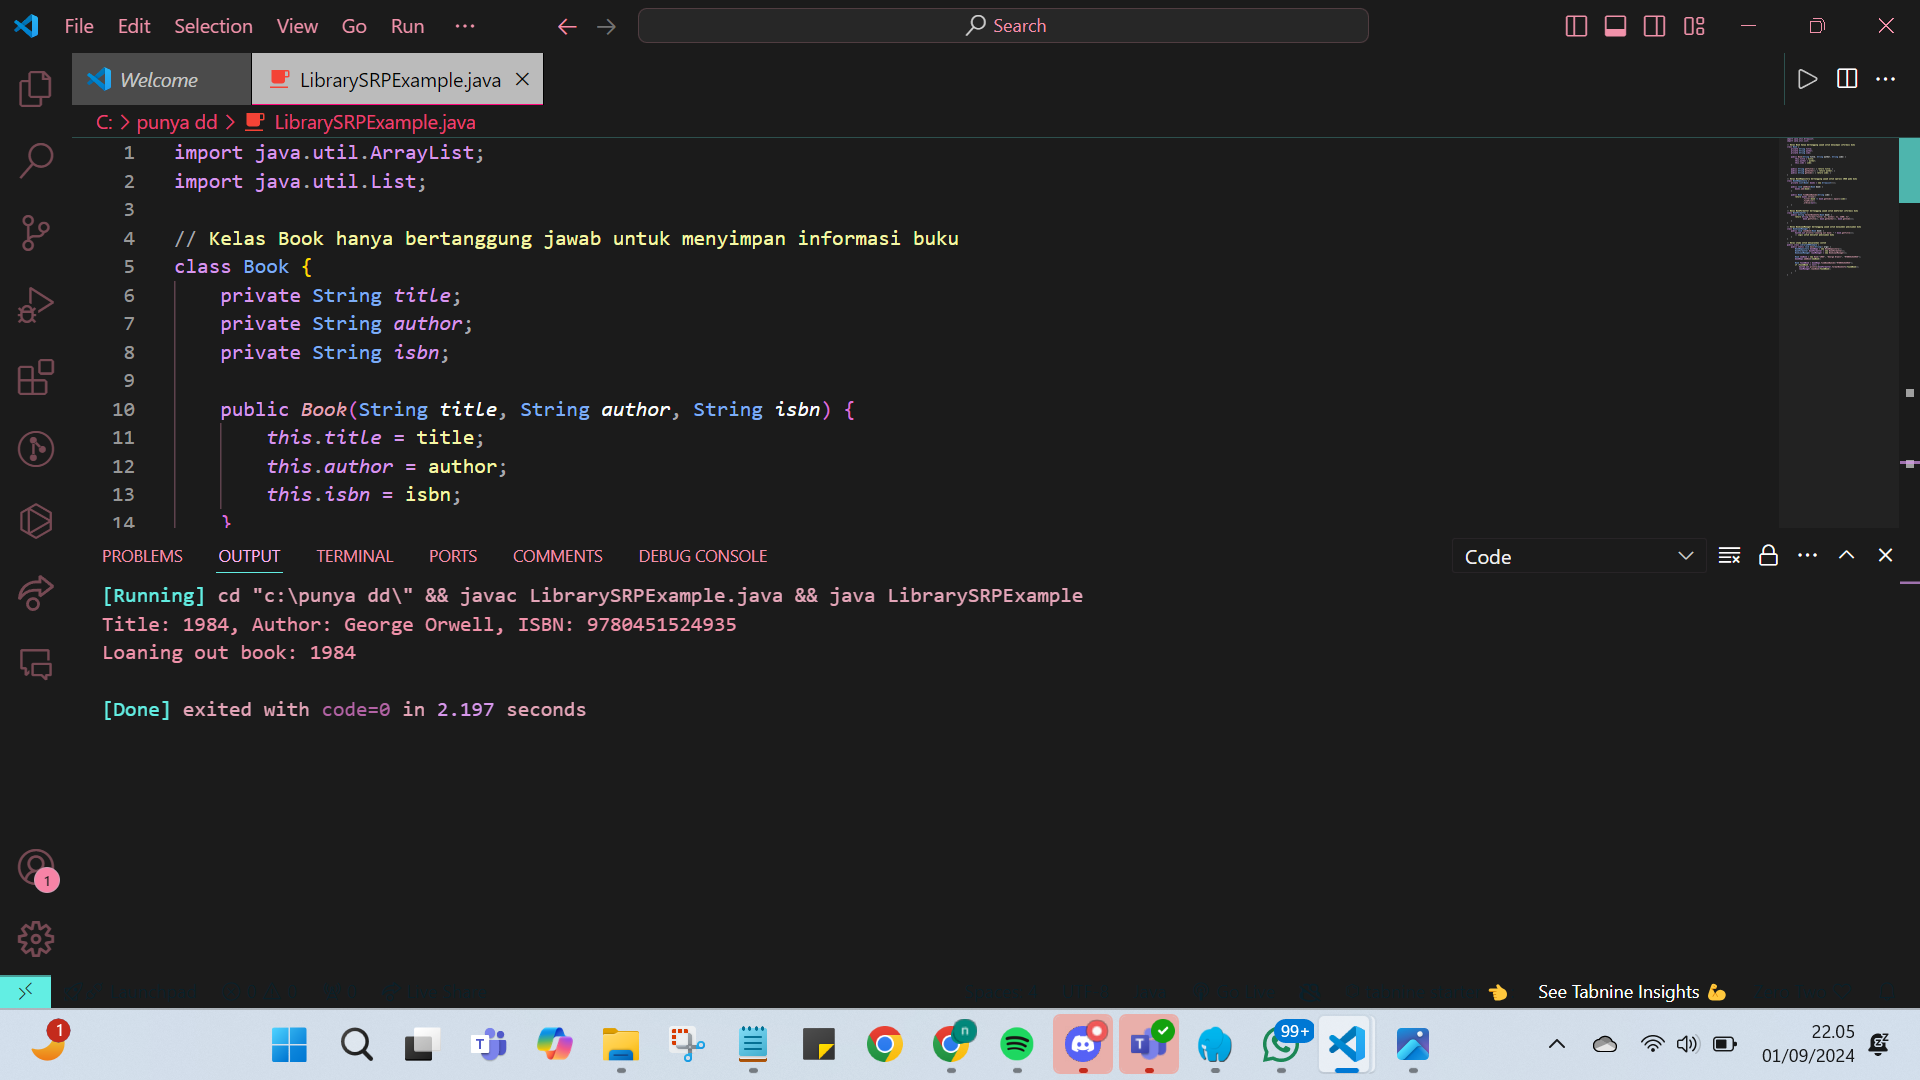 File Edit Selection View Go Run ··· Search
Welcome LibrarySRPExample.java
C: > punya dd > LibrarySRPExample.java
1 import java.util.ArrayList;
2 import java.util.List;
3
4 // Kelas Book hanya bertanggung jawab untuk menyimpan informasi buku
5 class Book {
6 private String title;
7 private String author;
8 private String isbn;
9
10 public Book(String title, String author, String isbn) {
11 this.title = title;
12 this.author = author;
13 this.isbn = isbn;
14 }
PROBLEMS OUTPUT TERMINAL PORTS COMMENTS DEBUG CONSOLE Code
[Running] cd "c:\punya dd\" && javac LibrarySRPExample.java && java LibrarySRPExample
Title: 1984, Author: George Orwell, ISBN: 9780451524935
Loaning out book: 1984
[Done] exited with code=0 in 2.197 seconds
1
See Tabnine Insights
1
n
99+
22.05
01/09/2024